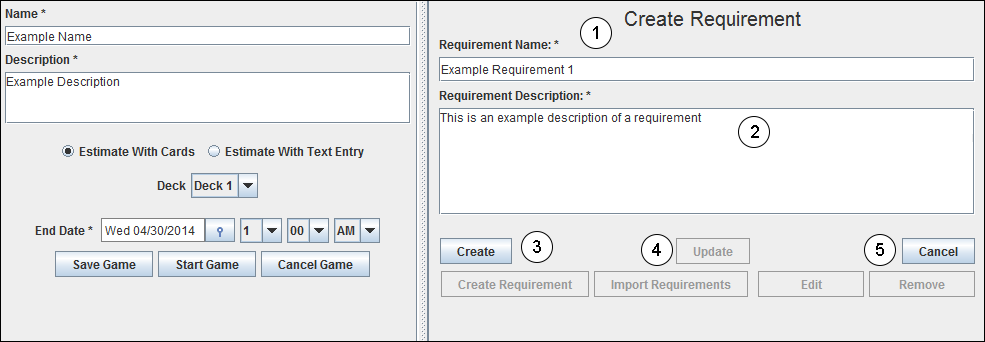 Name *
Example Name
Description *
Example Description
Estimate With Cards Estimate With Text Entry
Deck Deck 1
End Date * Wed 04/30/2014 1 00 AM
Save Game Start Game Cancel Game
Create Requirement
1
Requirement Name: *
Example Requirement 1
Requirement Description: *
This is an example description of a requirement
2
Create 3 4 Update 5 Cancel
Create Requirement Import Requirements Edit Remove